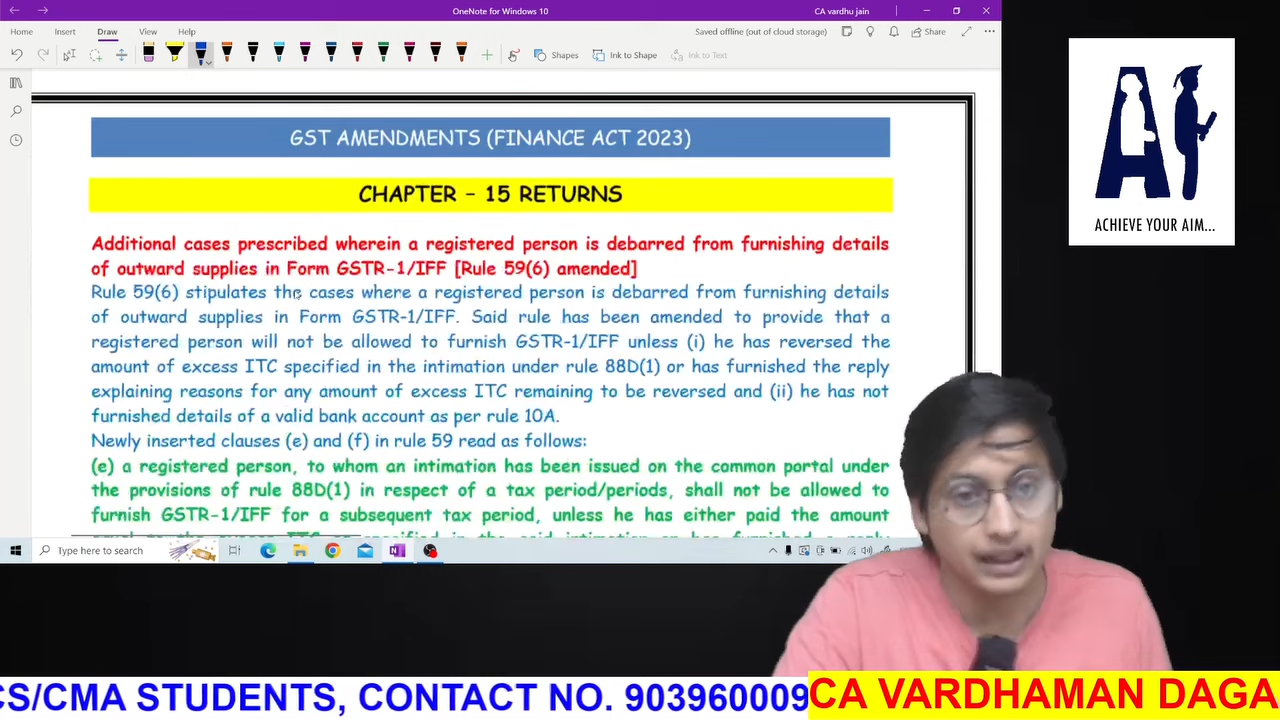 OneNote for Windows 10
CA vardhu jain
Home Insert Draw View Help
Saved offline (out of cloud storage)
Share
Shapes
Ink to Shape
Ink to Text
GST AMENDMENTS (FINANCE ACT 2023)
CHAPTER - 15 RETURNS
Additional cases prescribed wherein a registered person is debarred from furnishing details
of outward supplies in Form GSTR-1/IFF [Rule 59(6) amended]
Rule 59(6) stipulates the cases where a registered person is debarred from furnishing details
of outward supplies in Form GSTR-1/IFF. Said rule has been amended to provide that a
registered person will not be allowed to furnish GSTR-1/IFF unless (i) he has reversed the
amount of excess ITC specified in the intimation under rule 88D(1) or has furnished the reply
explaining reasons for any amount of excess ITC remaining to be reversed and (ii) he has not
furnished details of a valid bank account as per rule 10A.
Newly inserted clauses (e) and (f) in rule 59 read as follows:
(e) a registered person, to whom an intimation has been issued on the common portal under
the provisions of rule 88D(1) in respect of a tax period/periods, shall not be allowed to
furnish GSTR-1/IFF for a subsequent tax period, unless he has either paid the amount
Type here to search
AI
ACHIEVE YOUR AIM...
CS/CMA STUDENTS, CONTACT NO. 903960009
CA VARDHAMAN DAGA